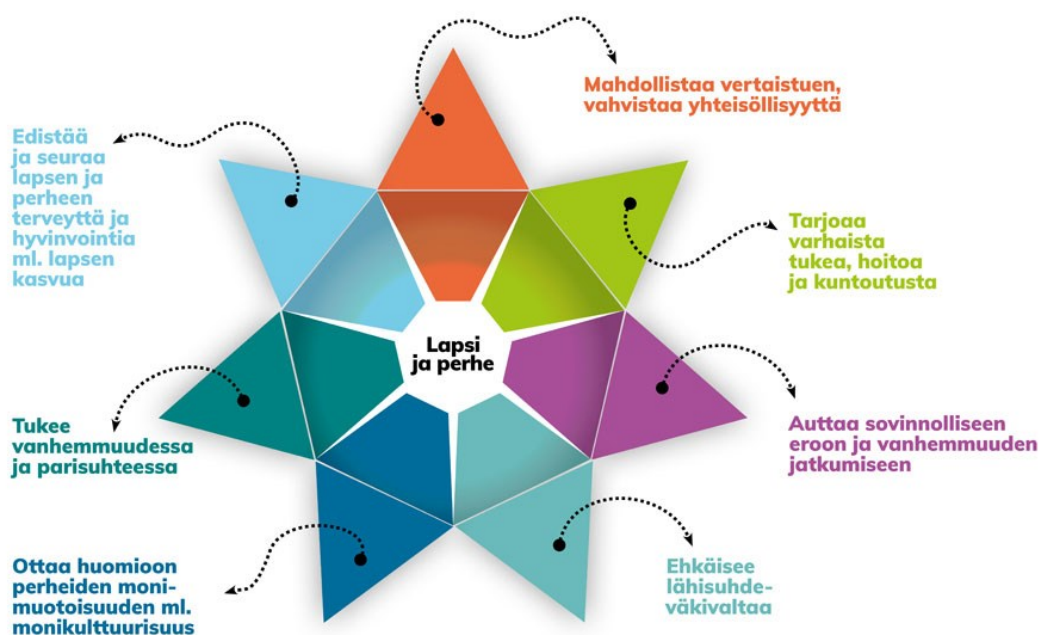 Mahdollistaa vertaistuen,
vahvistaa yhteisöllisyyttä
Tarjoaa
varhaista
tukea, hoitoa
ja kuntoutusta
Auttaa sovinnolliseen
eroon ja vanhemmuuden
jatkumiseen
Ehkäisee
lähisuhde-
väkivaltaa
Ottaa huomioon
perheiden moni-
muotoisuuden ml.
monikulttuurisuus
Tukee
vanhemmuudessa
ja parisuhteessa
Edistää
ja seuraa
lapsen ja
perheen
terveyttä ja
hyvinvointia
ml. lapsen
kasvua
Lapsi
ja perhe